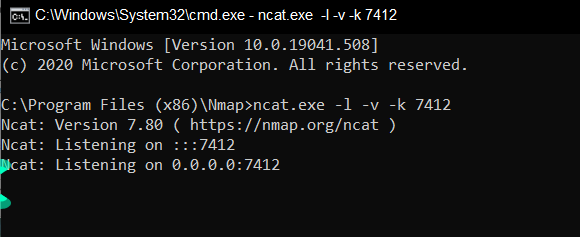 C:\Windows\System32\cmd.exe - ncat.exe -l -v -k 7412
Microsoft Windows [Version 10.0.19041.508]
(c) 2020 Microsoft Corporation. All rights reserved.
C:\Program Files (x86)\Nmap>ncat.exe -l -v -k 7412
Ncat: Version 7.80 ( https://nmap.org/ncat )
Ncat: Listening on :::7412
Ncat: Listening on 0.0.0.0:7412